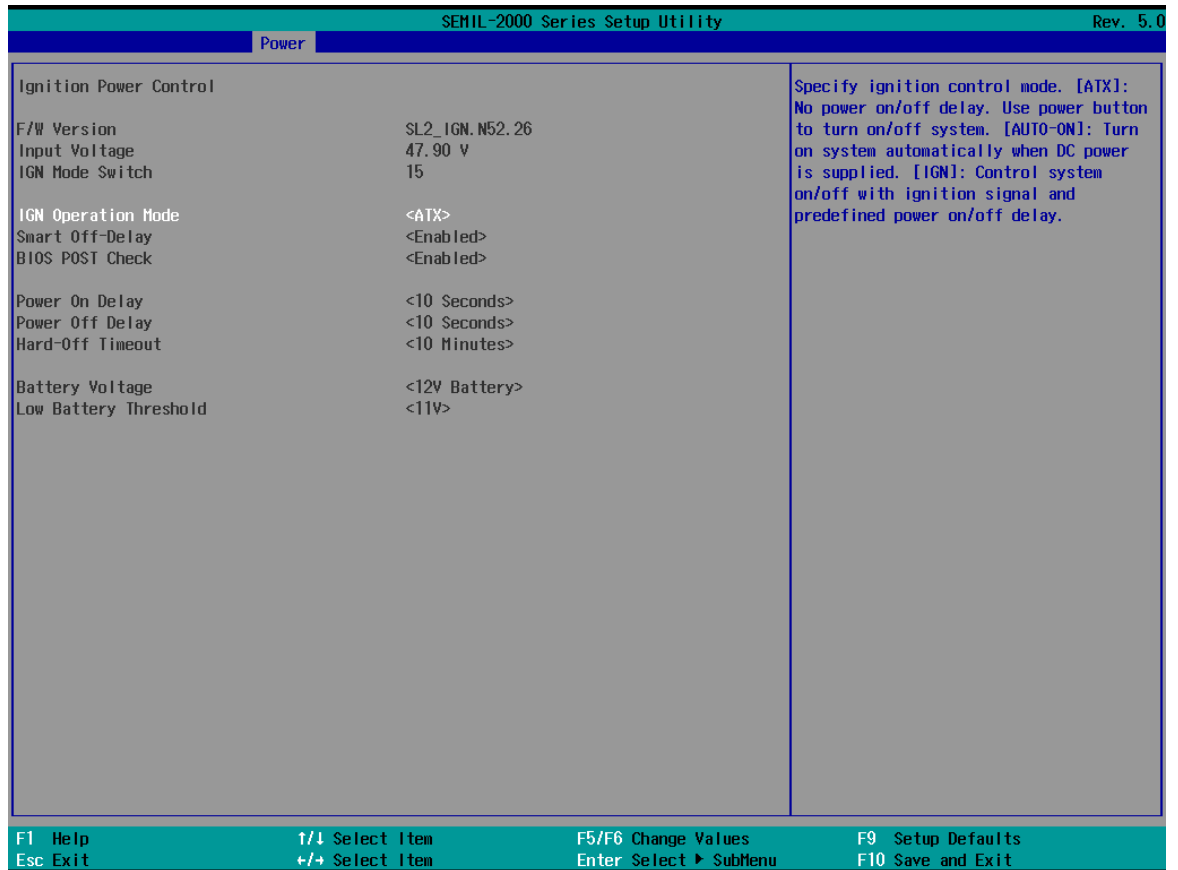 SEMIL-2000 Series Setup Utility Rev. 5.0
Power
Ignition Power Control
F/W Version SL2_IGN.N52.26
Input Voltage 47.90 V
IGN Mode Switch 15
IGN Operation Mode <ATX>
Smart Off-Delay <Enabled>
BIOS POST Check <Enabled>
Power On Delay <10 Seconds>
Power Off Delay <10 Seconds>
Hard-Off Timeout <10 Minutes>
Battery Voltage <12V Battery>
Low Battery Threshold <11V>
Specify ignition control mode. [ATX]:
No power on/off delay. Use power button
to turn on/off system. [AUTO-ON]: Turn
on system automatically when DC power
is supplied. [IGN]: Control system
on/off with ignition signal and
predefined power on/off delay.
F1 Help ↑/↓ Select Item F5/F6 Change Values F9 Setup Defaults
Esc Exit ←/→ Select Item Enter Select ► SubMenu F10 Save and Exit